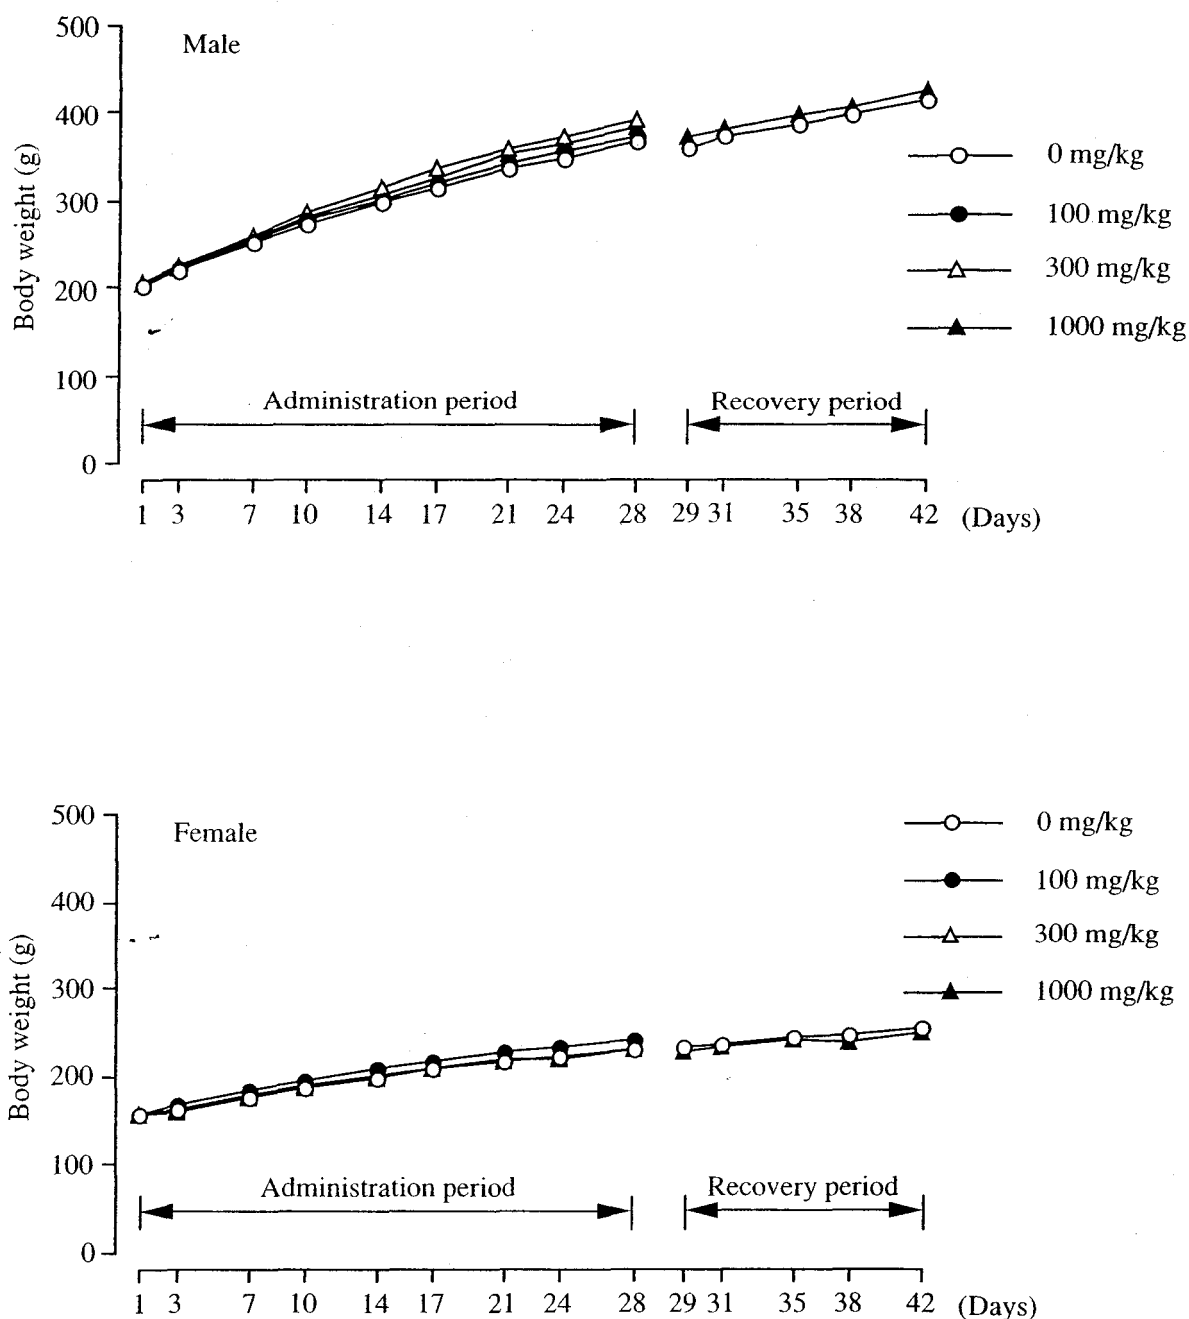 500
Male
400
300
200
100
0
Body weight (g)
0 mg/kg
100 mg/kg
300 mg/kg
1000 mg/kg
Administration period
Recovery period
1 3 7 10 14 17 21 24 28 29 31 35 38 42 (Days)
500
Female
400
300
200
100
0
Body weight (g)
0 mg/kg
100 mg/kg
300 mg/kg
1000 mg/kg
Administration period
Recovery period
1 3 7 10 14 17 21 24 28 29 31 35 38 42 (Days)